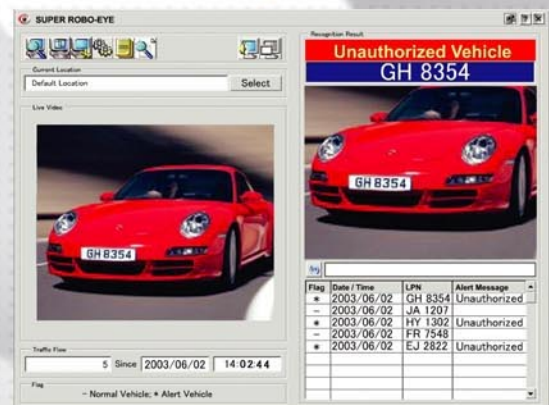 SUPER ROBO-EYE
Current Location
Default Location
Select
Live Video
GH 8354
Traffic Flow
5 Since 2003/06/02 14:02:44
Flag
- Normal Vehicle; * Alert Vehicle
Recognition Result
Unauthorized Vehicle
GH 8354
GH 8354
Flag Date / Time LPN Alert Message
* 2003/06/02 GH 8354 Unauthorized
- 2003/06/02 JA 1207
* 2003/06/02 HY 1302 Unauthorized
- 2003/06/02 FR 7548
* 2003/06/02 EJ 2822 Unauthorized